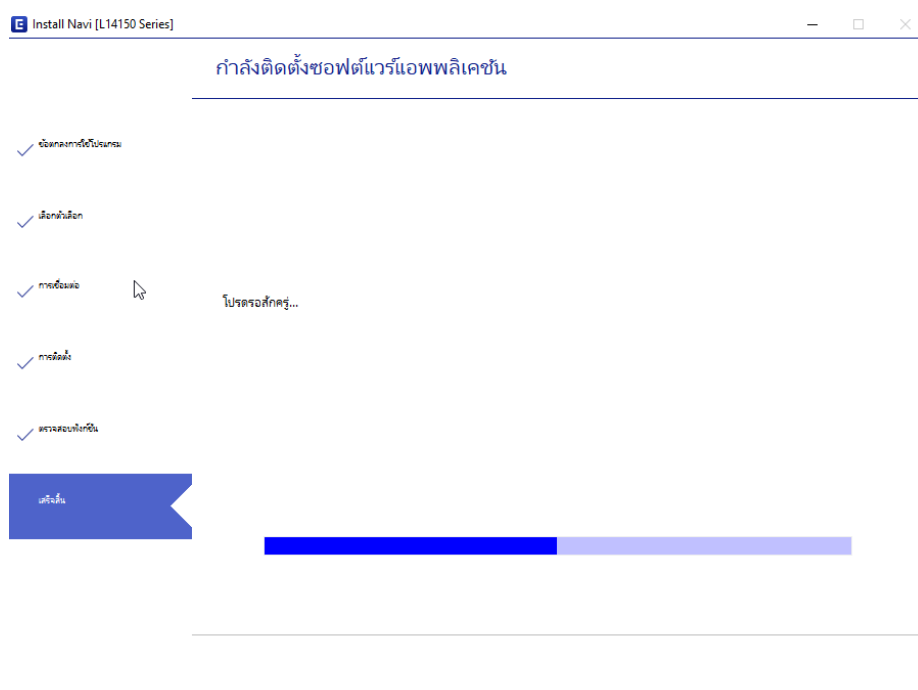 Install Navi [L14150 Series]
กำลังติดตั้งซอฟต์แวร์แอพพลิเคชัน
ข้อตกลงการใช้โปรแกรม
เลือกตัวเลือก
การเชื่อมต่อ
โปรดรอสักครู่...
การติดตั้ง
ตรวจสอบฟังก์ชัน
เสร็จสิ้น